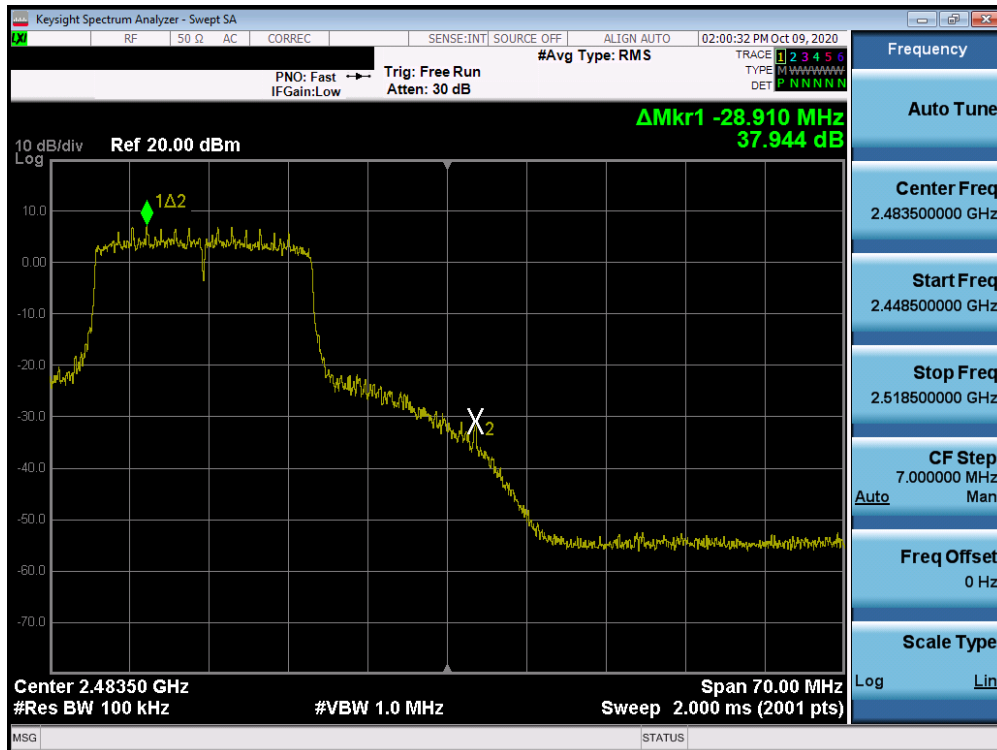 Keysight Spectrum Analyzer - Swept SA
LXI RF 50 Ω AC CORREC SENSE:INT SOURCE OFF ALIGN AUTO 02:00:32 PM Oct 09, 2020
#Avg Type: RMS
TRACE 1 2 3 4 5 6
TYPE M WWWWW
DET P N N N N N
PNO: Fast
IFGain:Low
Trig: Free Run
Atten: 30 dB
ΔMkr1 -28.910 MHz
37.944 dB
10 dB/div Ref 20.00 dBm
Log
1Δ2
10.0
0.00
-10.0
-20.0
-30.0
X2
-40.0
-50.0
-60.0
-70.0
Center 2.48350 GHz Span 70.00 MHz
#Res BW 100 kHz #VBW 1.0 MHz Sweep 2.000 ms (2001 pts)
MSG STATUS
Frequency
Auto Tune
Center Freq
2.483500000 GHz
Start Freq
2.448500000 GHz
Stop Freq
2.518500000 GHz
CF Step
7.000000 MHz
Auto Man
Freq Offset
0 Hz
Scale Type
Log Lin